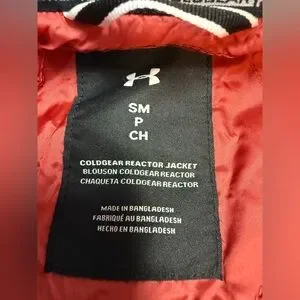 SM
P
CH
COLDGEAR REACTOR JACKET
BLOUSON COLDGEAR REACTOR
CHAQUETA COLDGEAR REACTOR
MADE IN BANGLADESH
FABRIQUÉ AU BANGLADESH
HECHO EN BANGLADESH